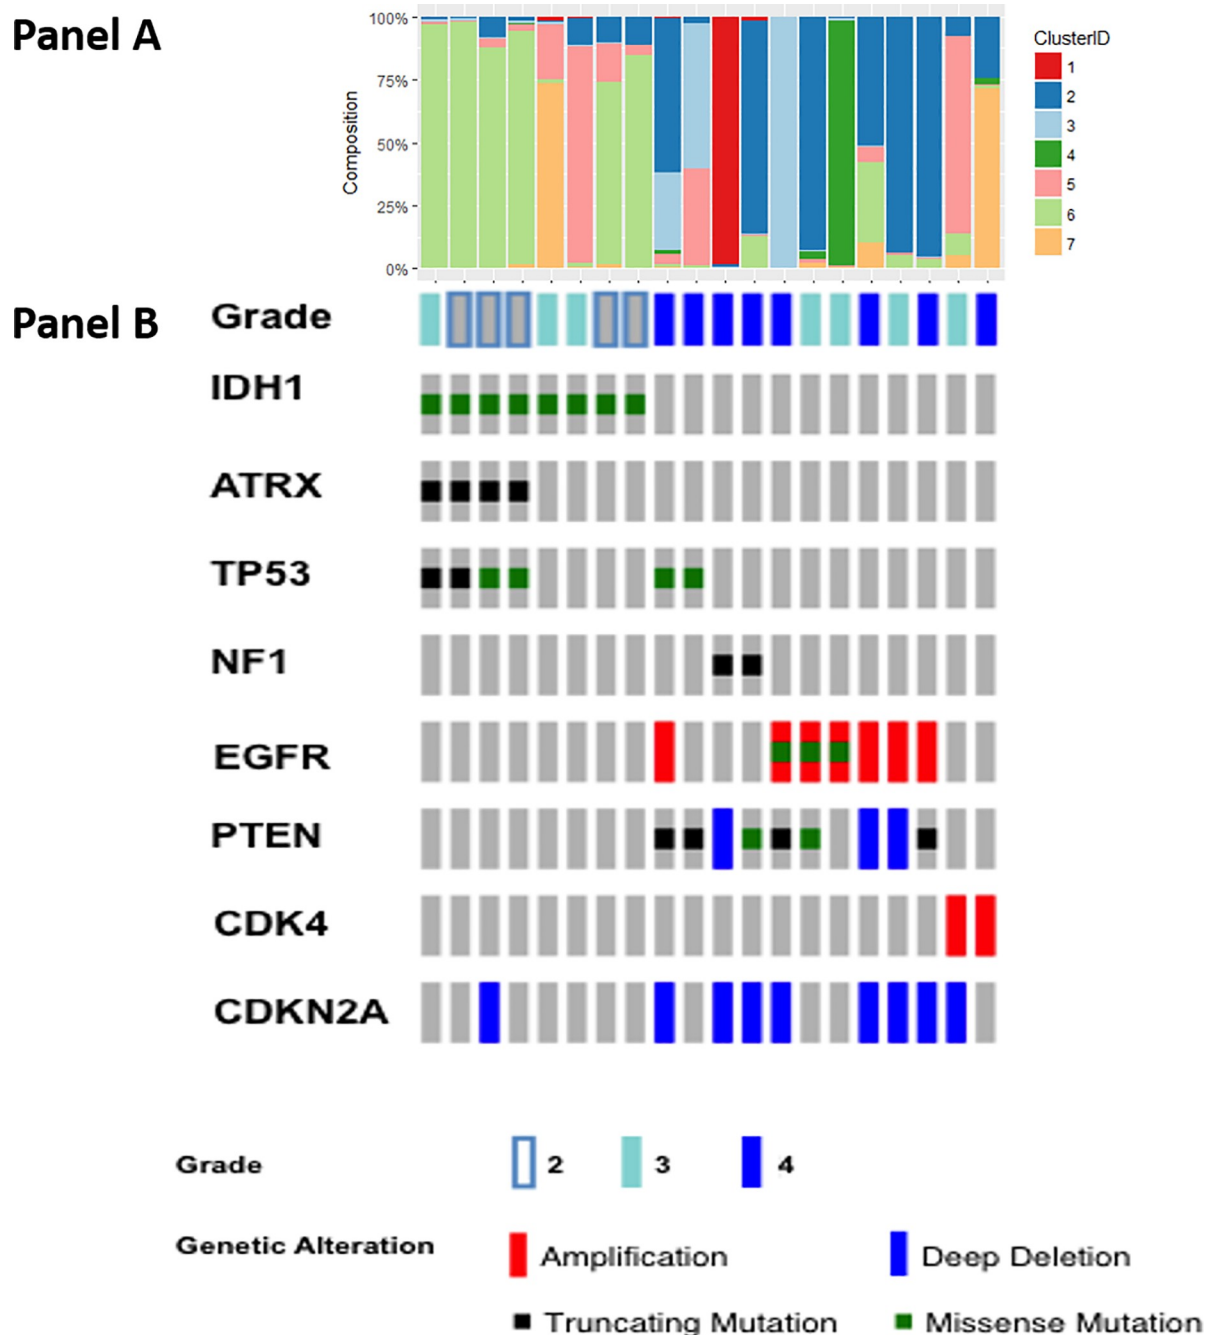 Panel A
100%
75%
50%
25%
0%
Composition
ClusterID
1
2
3
4
5
6
7
Panel B
Grade
IDH1
ATRX
TP53
NF1
EGFR
PTEN
CDK4
CDKN2A
Grade 2 3 4
Genetic Alteration Amplification Deep Deletion
Truncating Mutation Missense Mutation